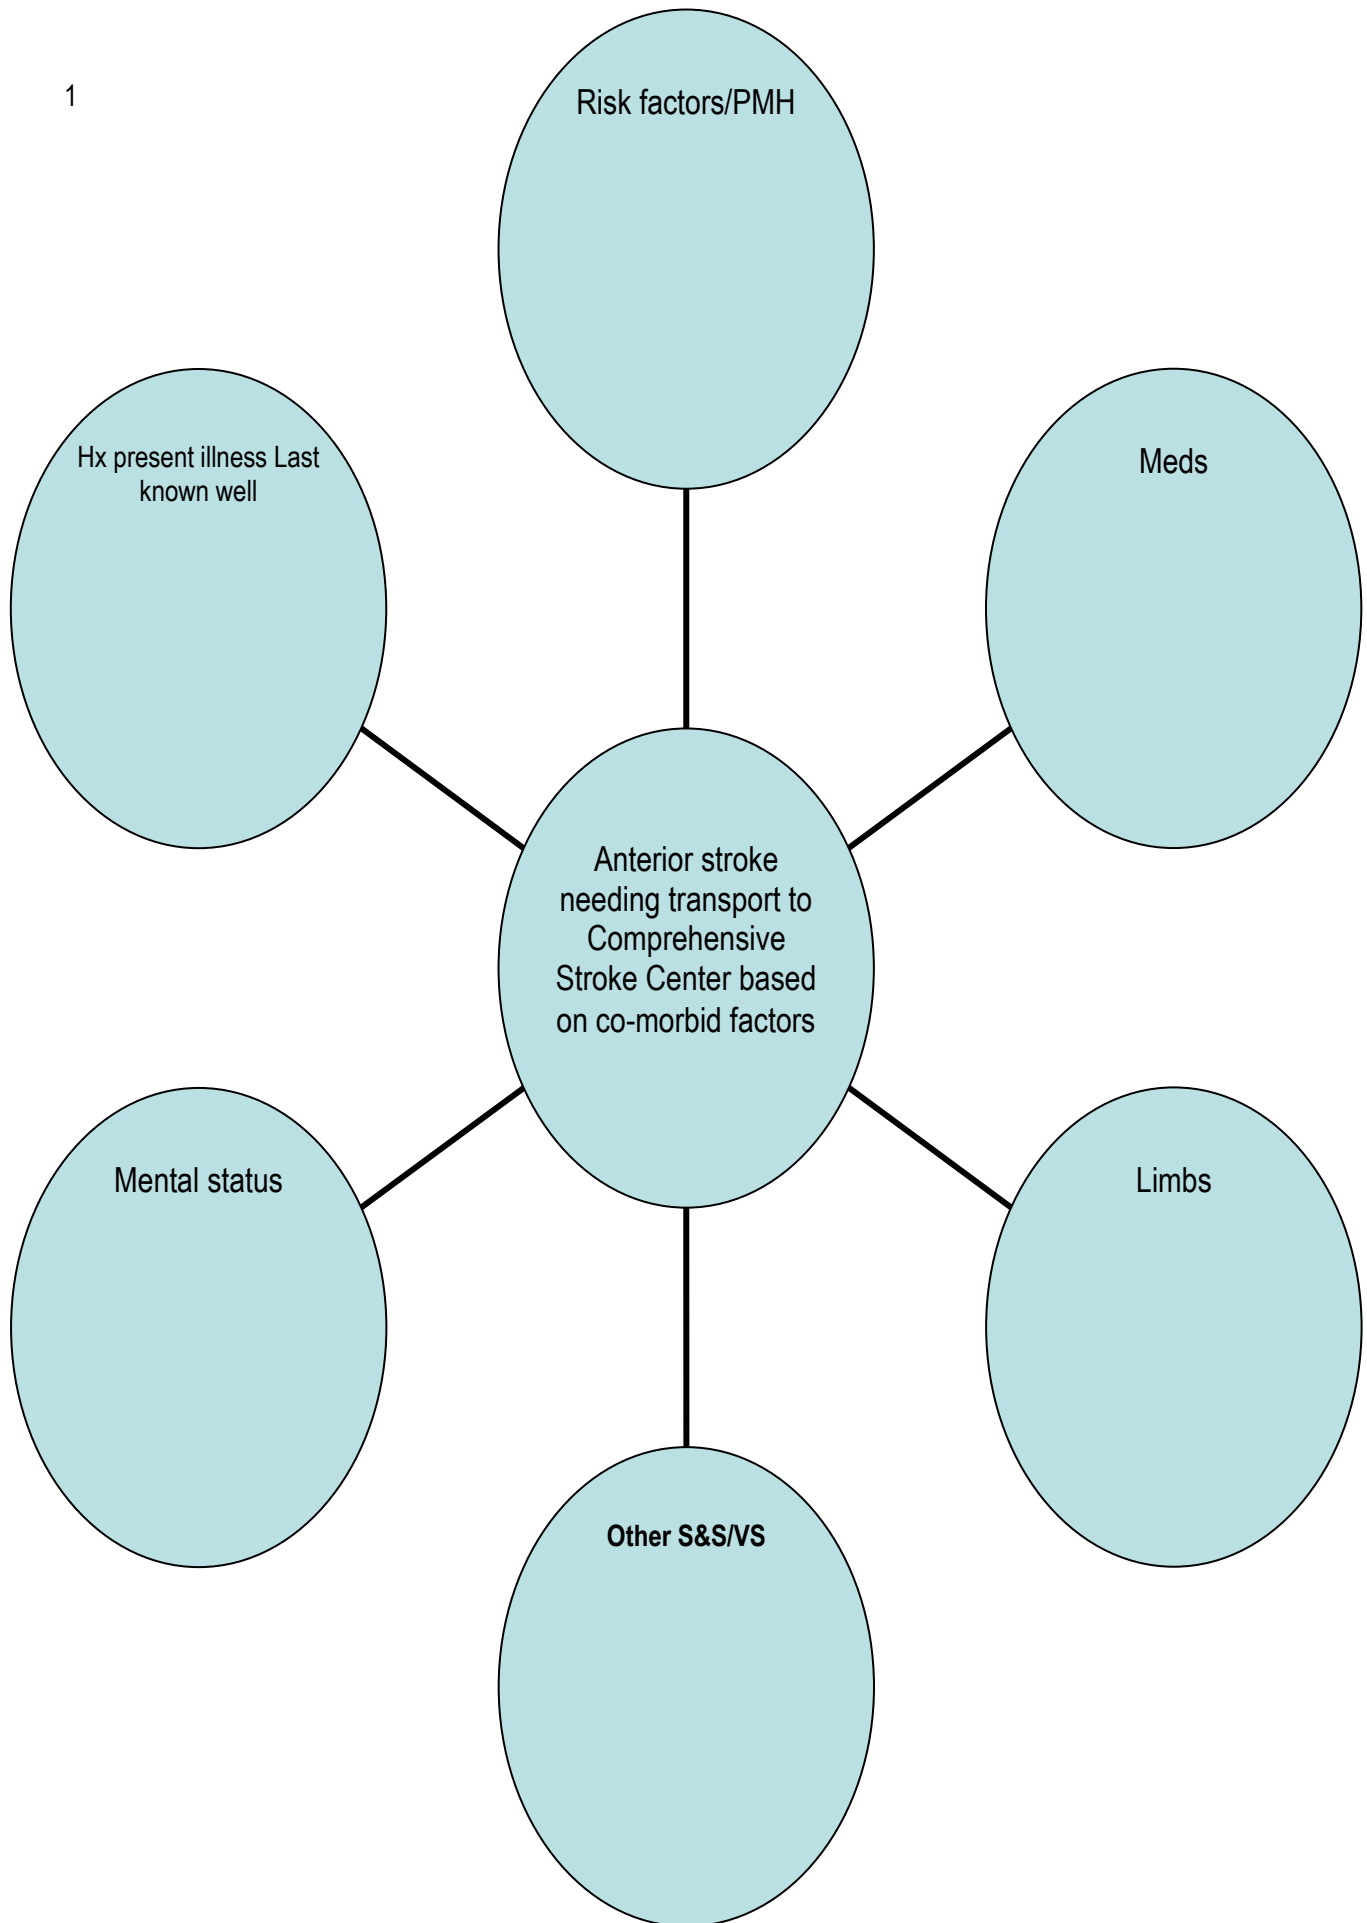 1
Risk factors/PMH
Hx present illness Last
known well
Meds
Anterior stroke
needing transport to
Comprehensive
Stroke Center based
on co-morbid factors
Mental status
Limbs
Other S&S/VS